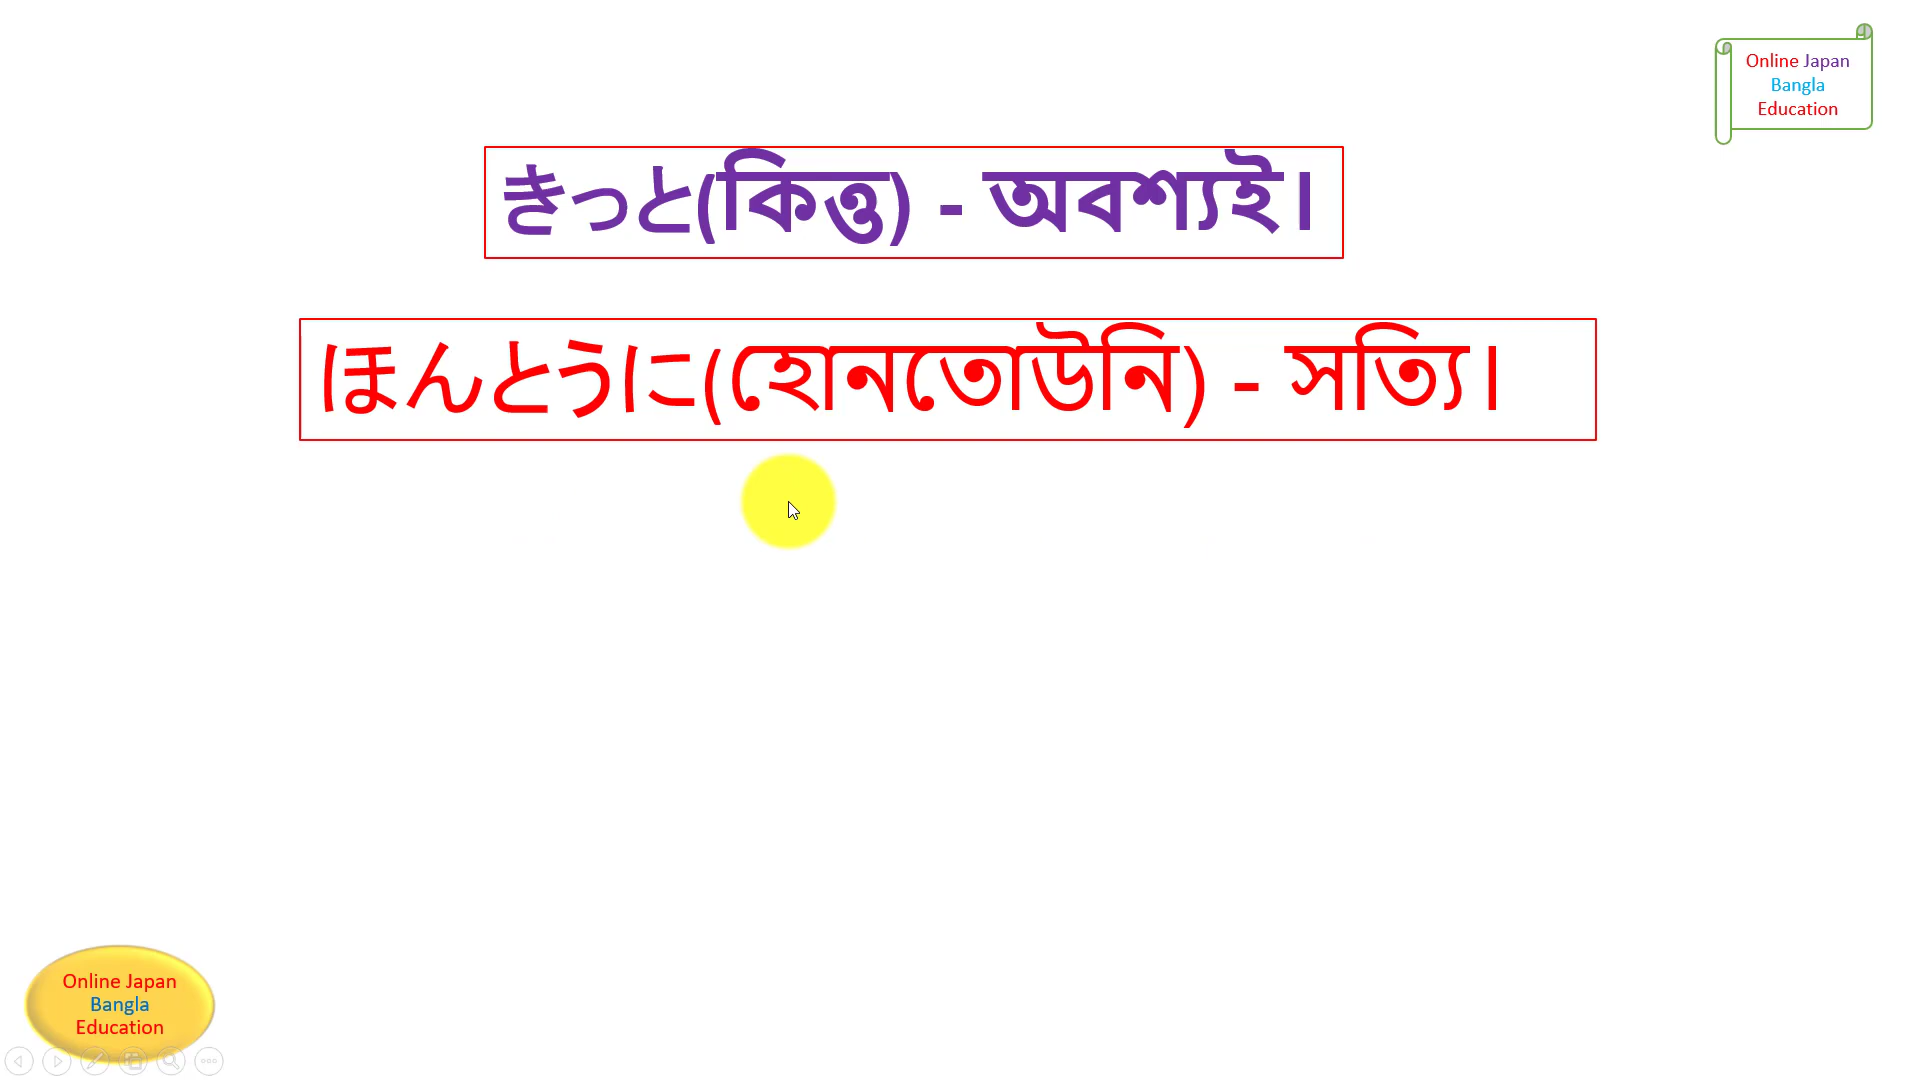 Online Japan
Bangla
Education
きっと(কিত্তু) - অবশ্যই।
ほんとうに(হোনতোউনি) - সত্যি।
Online Japan
Bangla
Education